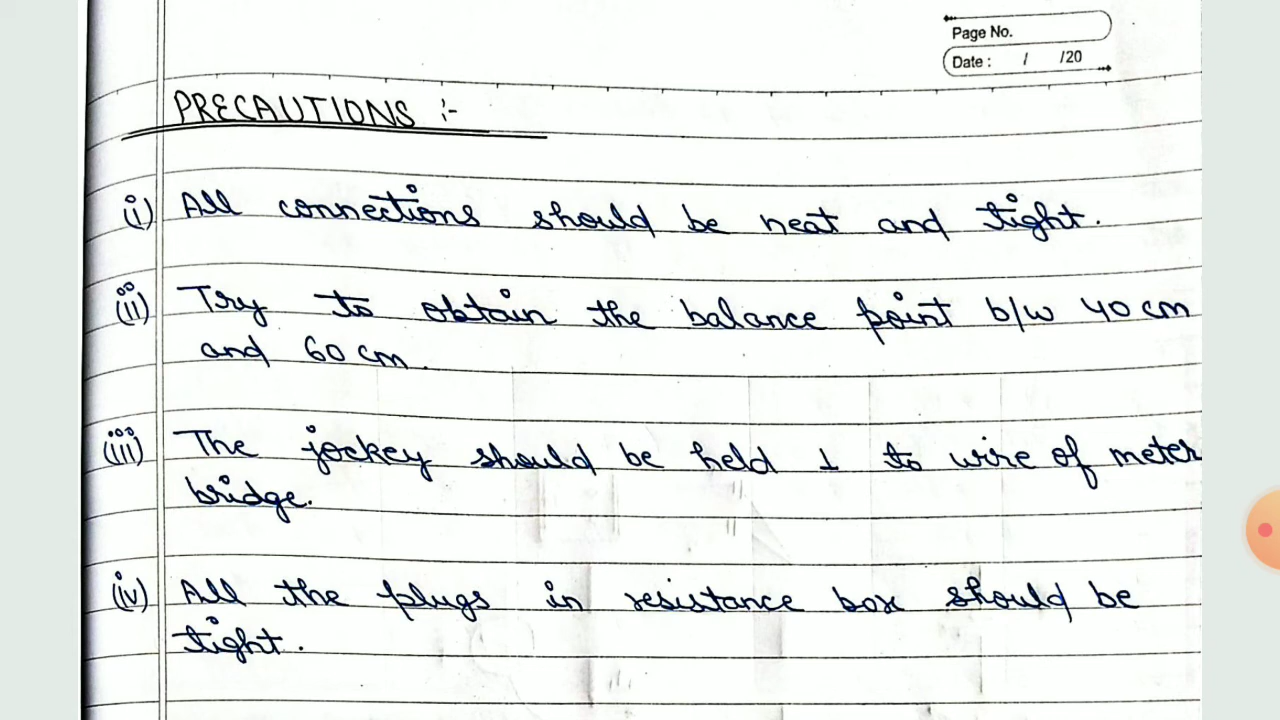 Page No.
Date : / /20
PRECAUTIONS :-
(i) All connections should be neat and tight.
(ii) Try to obtain the balance point b/w 40 cm
and 60 cm.
(iii) The jockey should be held ⊥ to wire of meter
bridge.
(iv) All the plugs in resistance box should be
tight.